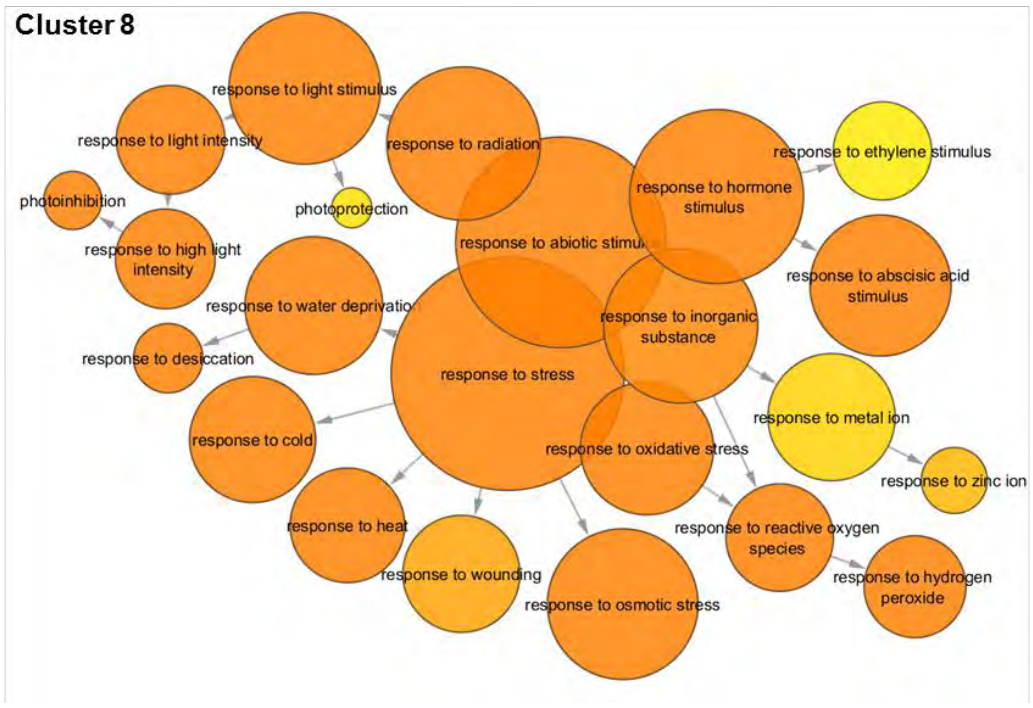 Cluster 8
response to light stimulus
response to light intensity
response to radiation
response to ethylene stimulus
response to hormone
stimulus
photoinhibition
photoprotection
response to high light
intensity
response to abiotic stimulu
response to abscisic acid
stimulus
response to water deprivation
response to inorganic
substance
response to desiccation
response to stress
response to metal ion
response to cold
response to oxidative stress
response to zinc ion
response to heat
response to reactive oxygen
species
response to wounding
response to hydrogen
peroxide
response to osmotic stress